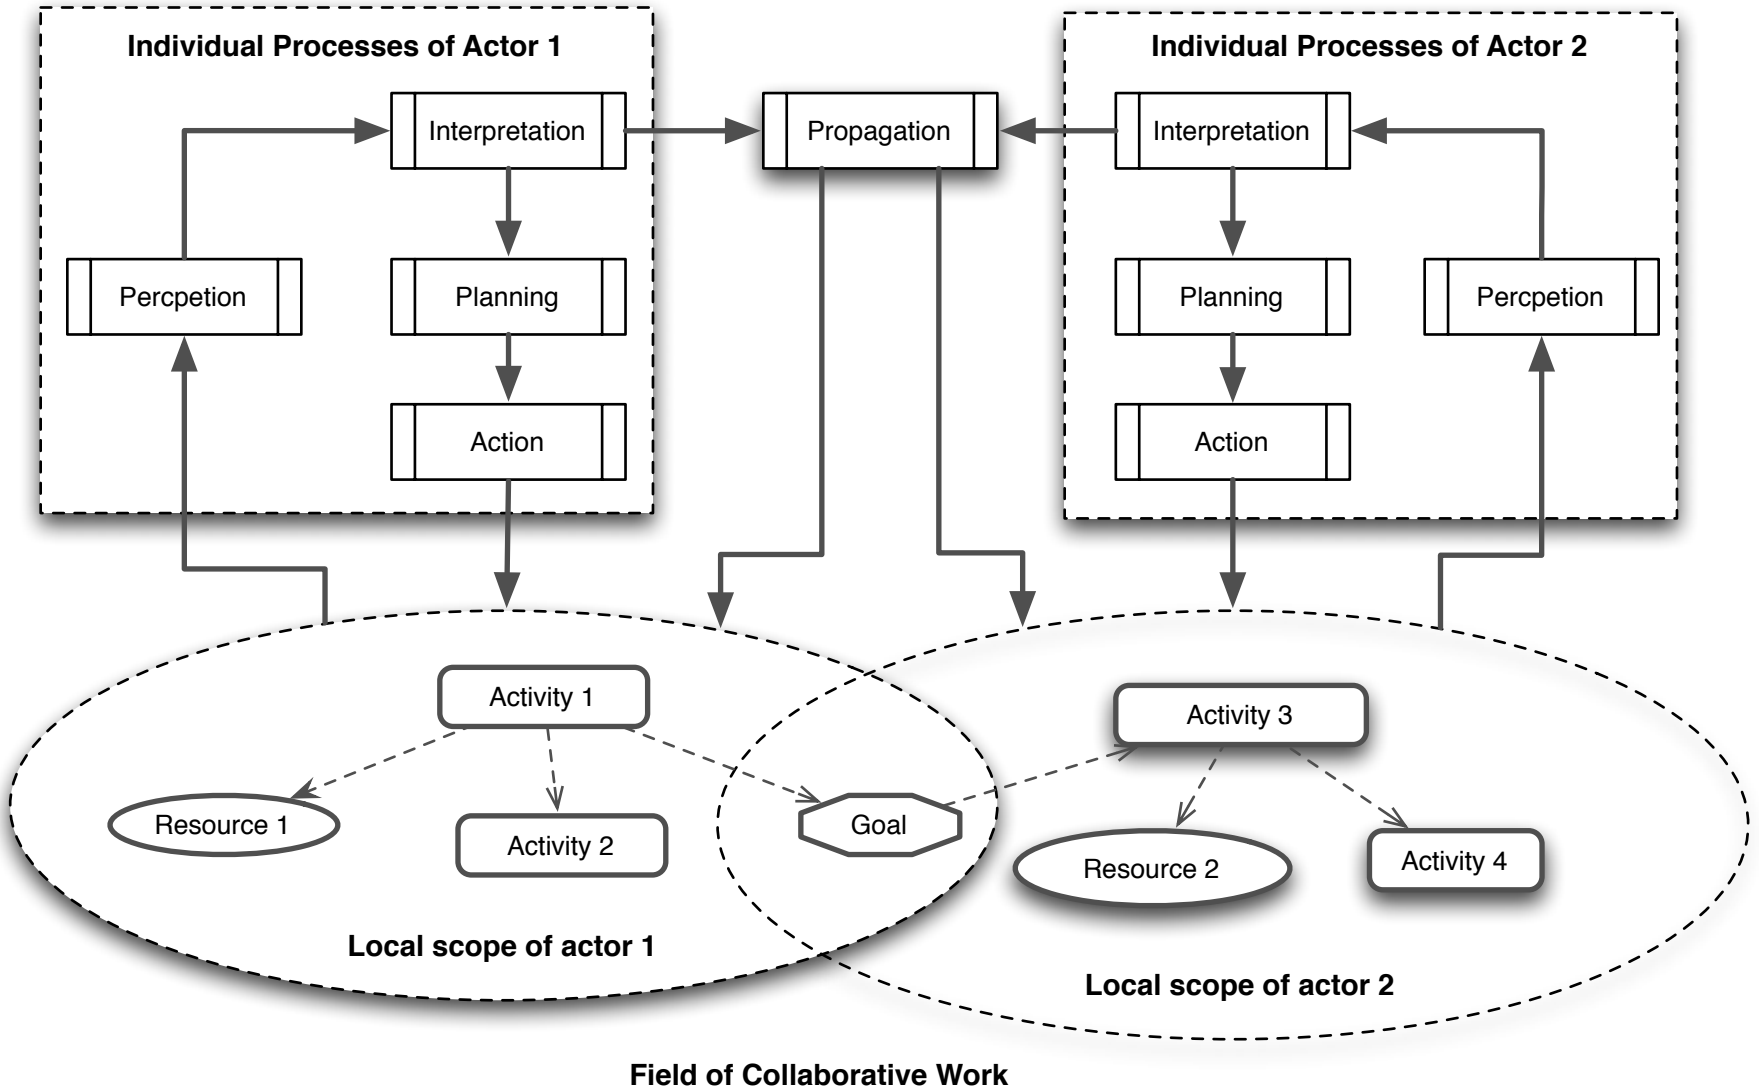 Individual Processes of Actor 1
Individual Processes of Actor 2
Interpretation
Propagation
Interpretation
Percpetion
Planning
Planning
Percpetion
Action
Action
Activity 1
Activity 3
Resource 1
Activity 2
Goal
Resource 2
Activity 4
Local scope of actor 1
Local scope of actor 2
Field of Collaborative Work